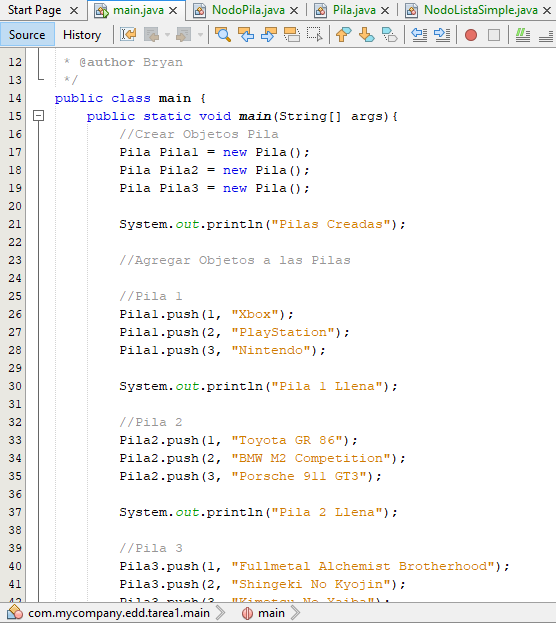 Start Page main.java NodoPila.java Pila.java NodoListaSimple.java
Source History
12 * @author Bryan
13 */
14 public class main {
15 public static void main(String[] args){
16 //Crear Objetos Pila
17 Pila Pila1 = new Pila();
18 Pila Pila2 = new Pila();
19 Pila Pila3 = new Pila();
20
21 System.out.println("Pilas Creadas");
22
23 //Agregar Objetos a las Pilas
24
25 //Pila 1
26 Pila1.push(1, "Xbox");
27 Pila1.push(2, "PlayStation");
28 Pila1.push(3, "Nintendo");
29
30 System.out.println("Pila 1 Llena");
31
32 //Pila 2
33 Pila2.push(1, "Toyota GR 86");
34 Pila2.push(2, "BMW M2 Competition");
35 Pila2.push(3, "Porsche 911 GT3");
36
37 System.out.println("Pila 2 Llena");
38
39 //Pila 3
40 Pila3.push(1, "Fullmetal Alchemist Brotherhood");
41 Pila3.push(2, "Shingeki No Kyojin");
42 Pila3.push(3, "Kimetsu No Yaiba");
com.mycompany.edd.tarea1.main main